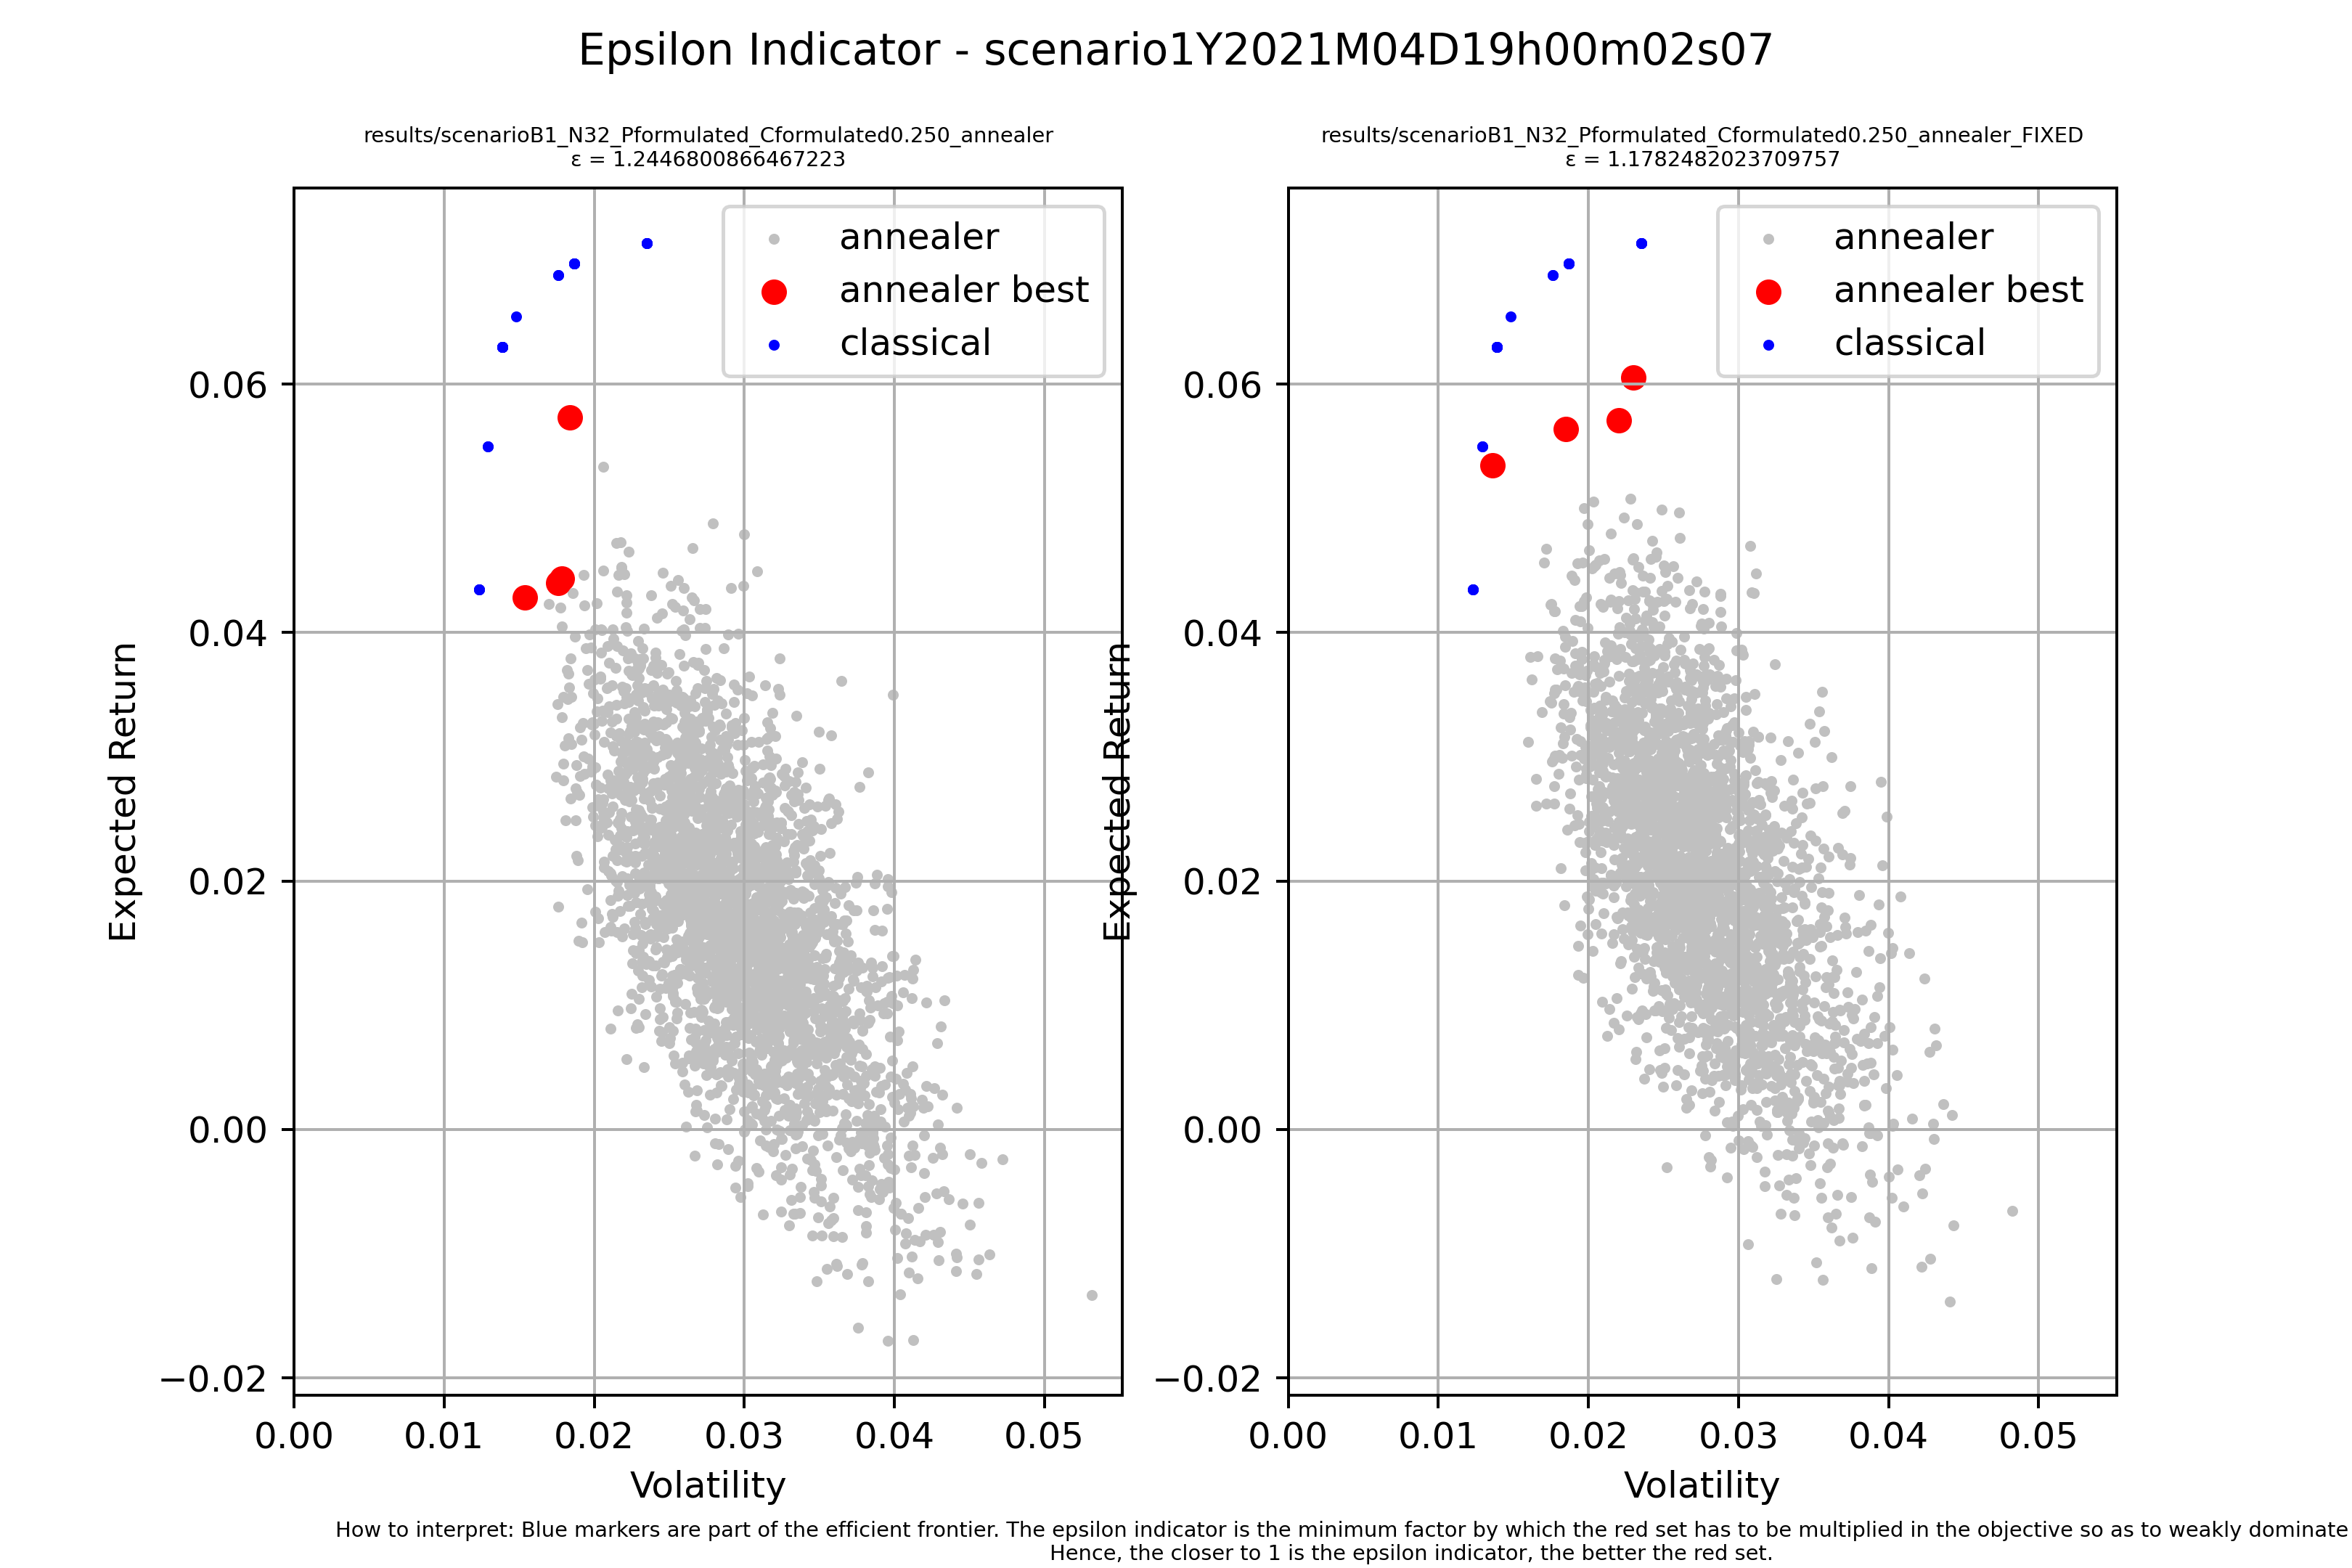 Epsilon Indicator - scenario1Y2021M04D19h00m02s07
results/scenarioB1_N32_Pformulated_Cformulated0.250_annealer
ε = 1.2446800866467223
annealer
annealer best
classical
0.06
0.04
0.02
0.00
−0.02
Expected Return
0.00 0.01 0.02 0.03 0.04 0.05
Volatility
results/scenarioB1_N32_Pformulated_Cformulated0.250_annealer_FIXED
ε = 1.1782482023709757
annealer
annealer best
classical
0.06
0.04
0.02
0.00
−0.02
Expected Return
0.00 0.01 0.02 0.03 0.04 0.05
Volatility
How to interpret: Blue markers are part of the efficient frontier. The epsilon indicator is the minimum factor by which the red set has to be multiplied in the objective so as to weakly dominate
Hence, the closer to 1 is the epsilon indicator, the better the red set.